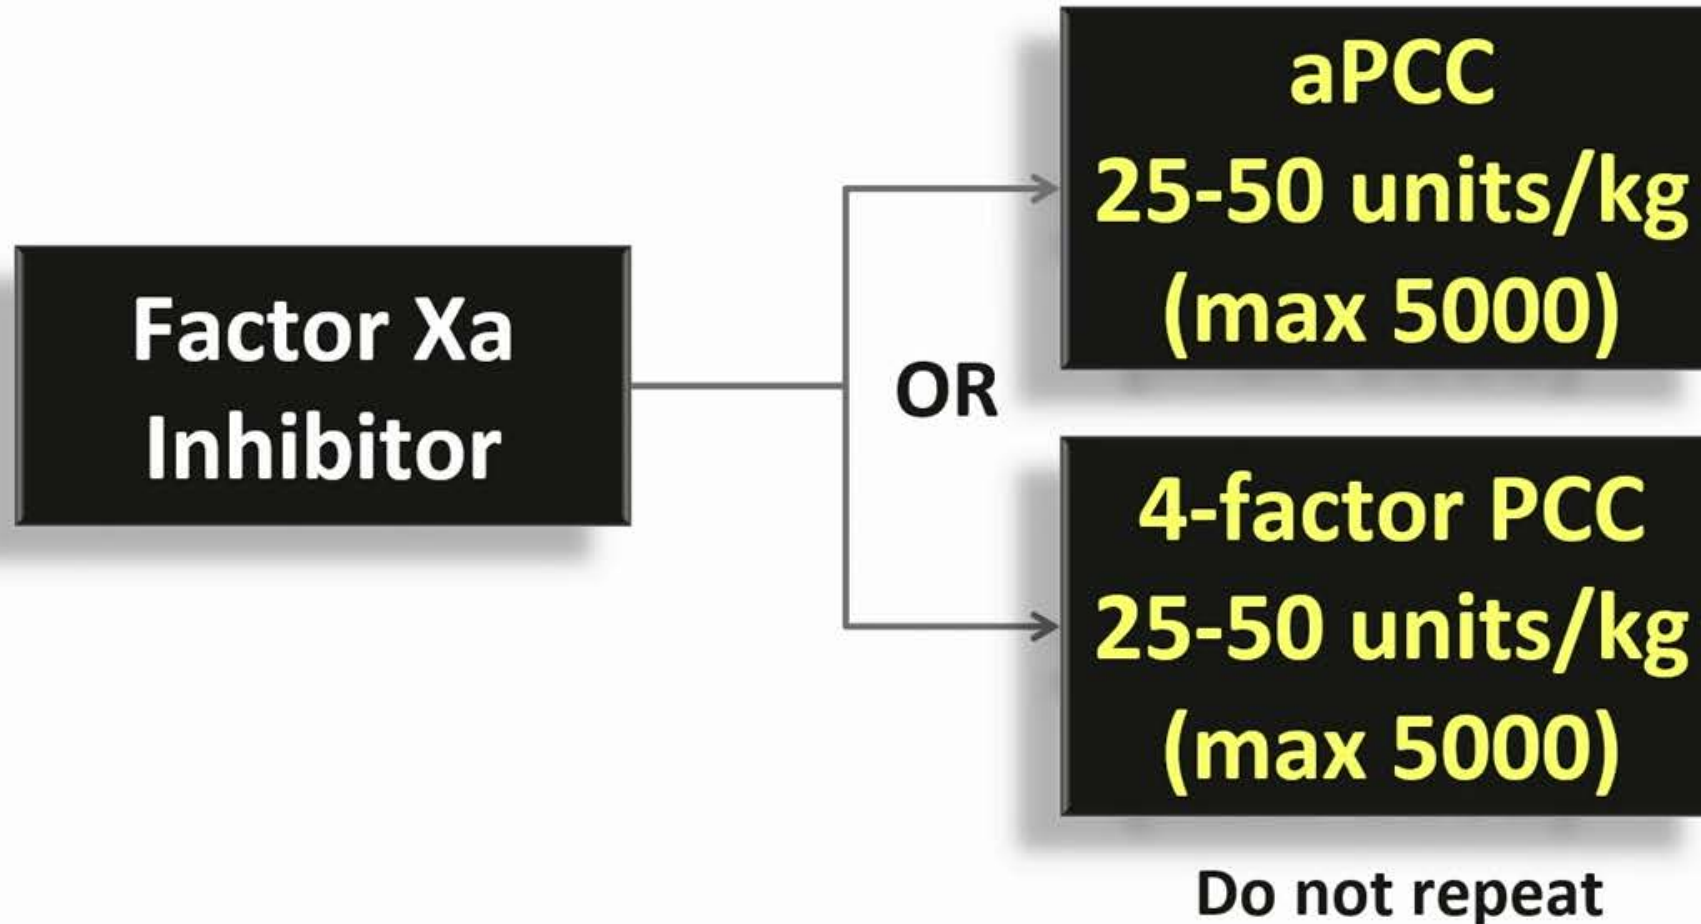 Factor Xa
Inhibitor
OR
aPCC
25-50 units/kg
(max 5000)
4-factor PCC
25-50 units/kg
(max 5000)
Do not repeat